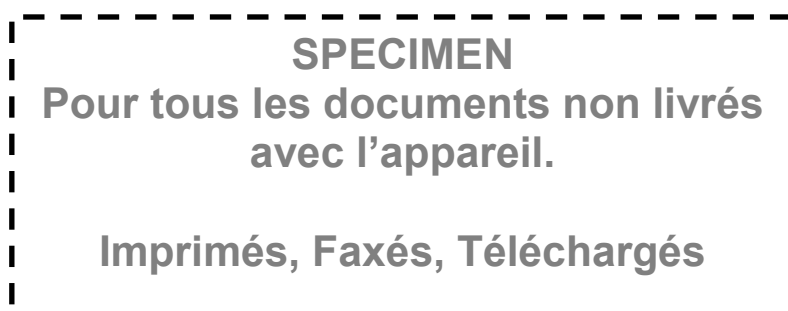 SPECIMEN
Pour tous les documents non livrés
avec l’appareil.
Imprimés, Faxés, Téléchargés